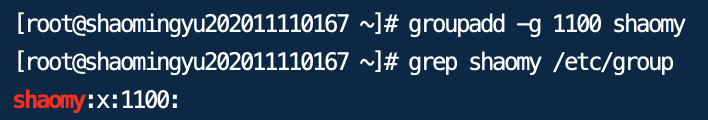 [root@shaomingyu202011110167 ~]# groupadd -g 1100 shaomy
[root@shaomingyu202011110167 ~]# grep shaomy /etc/group
shaomy:x:1100: